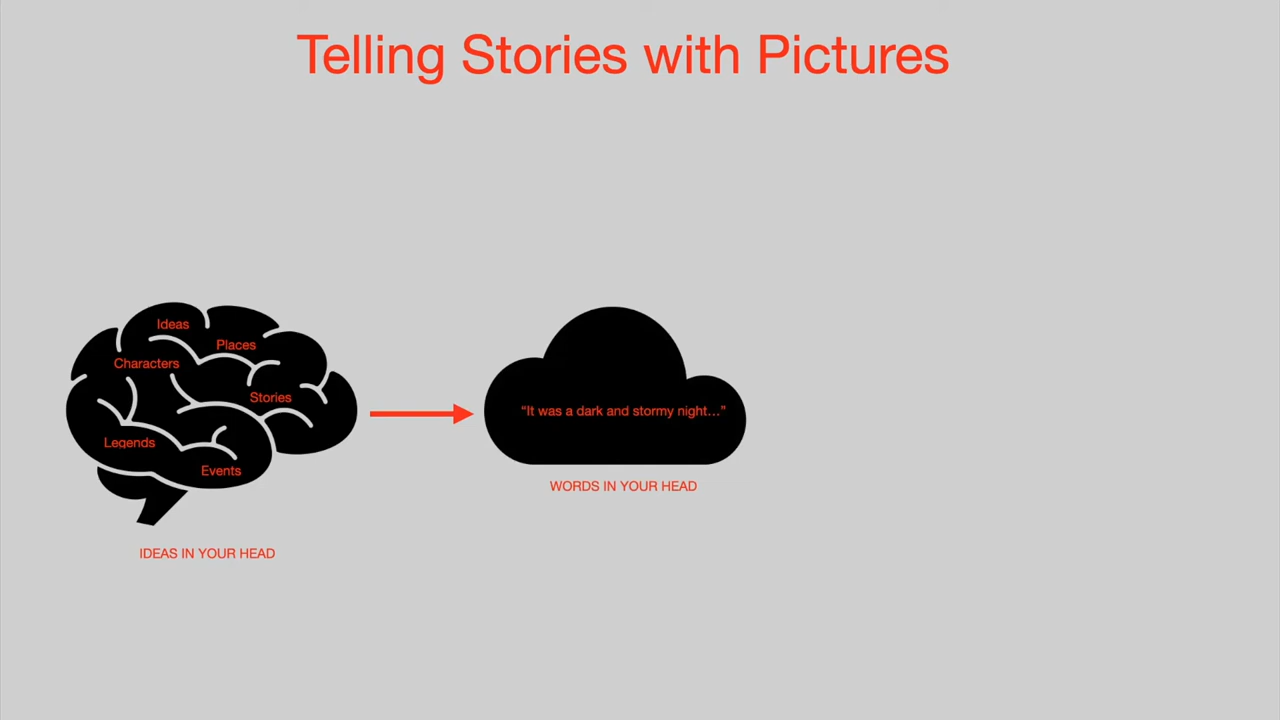 Telling Stories with Pictures
Ideas
Places
Characters
Stories
Legends
Events
IDEAS IN YOUR HEAD
“It was a dark and stormy night…”
WORDS IN YOUR HEAD